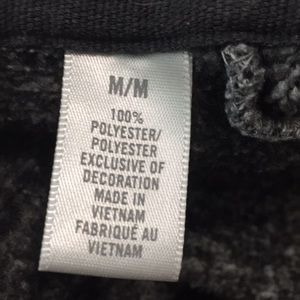 M/M
100%
POLYESTER/
POLYESTER
EXCLUSIVE OF
DECORATION
MADE IN
VIETNAM
FABRIQUÉ AU
VIETNAM